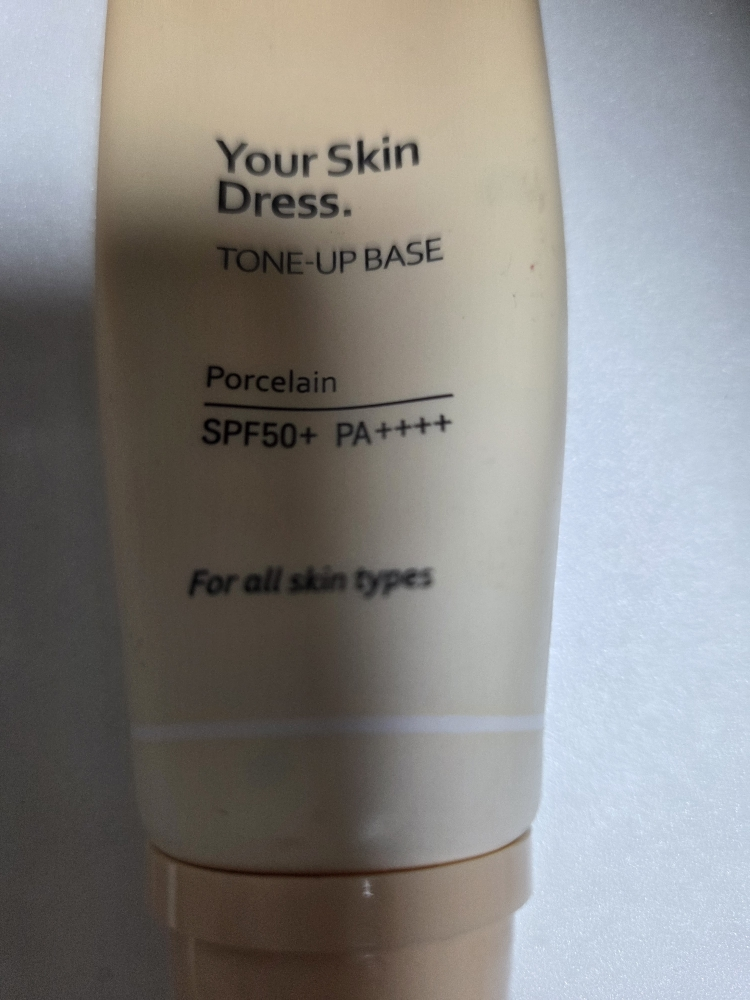 Your Skin
Dress.
TONE-UP BASE
Porcelain
SPF50+ PA++++
For all skin types